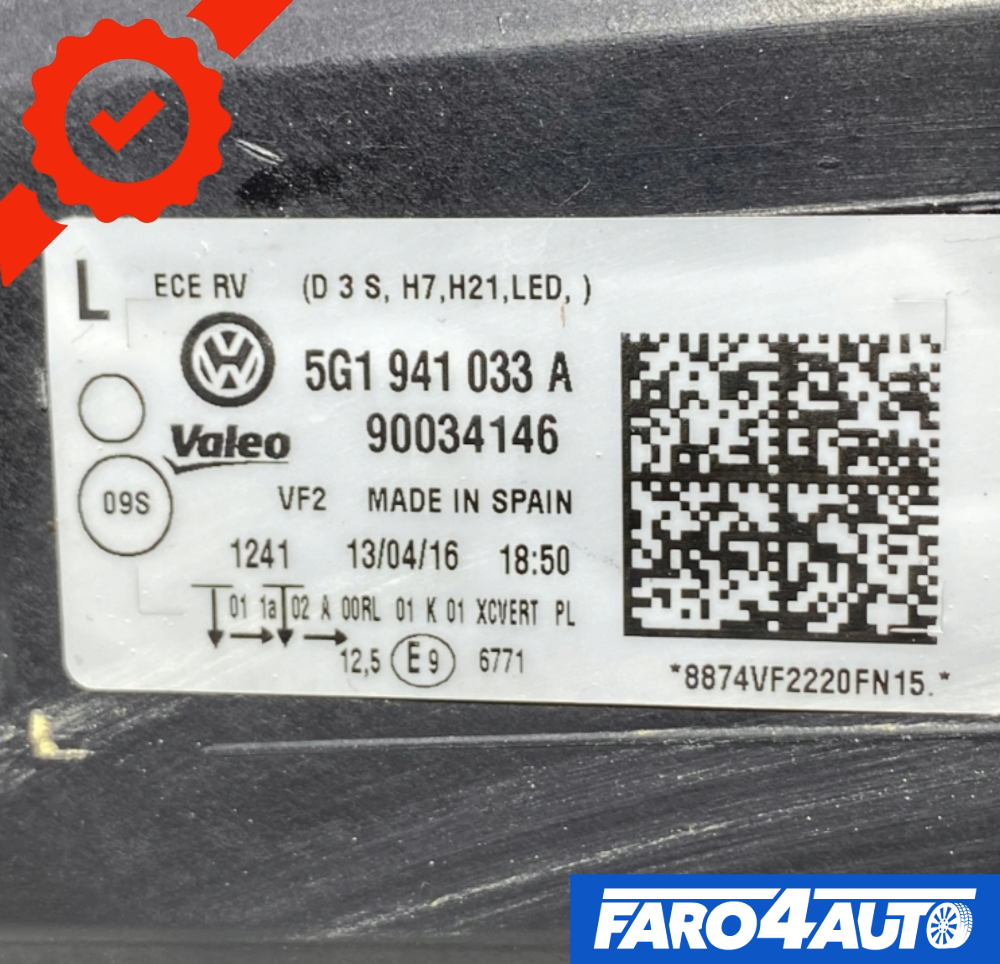 L ECE RV (D 3 S, H7,H21,LED, )
5G1 941 033 A
Valeo 90034146
09S VF2 MADE IN SPAIN
1241 13/04/16 18:50
01 1a 02 A 00RL 01 K 01 XCVERT PL
12,5 E9 6771
*8874VF2220FN15.*
FARO4AUTO